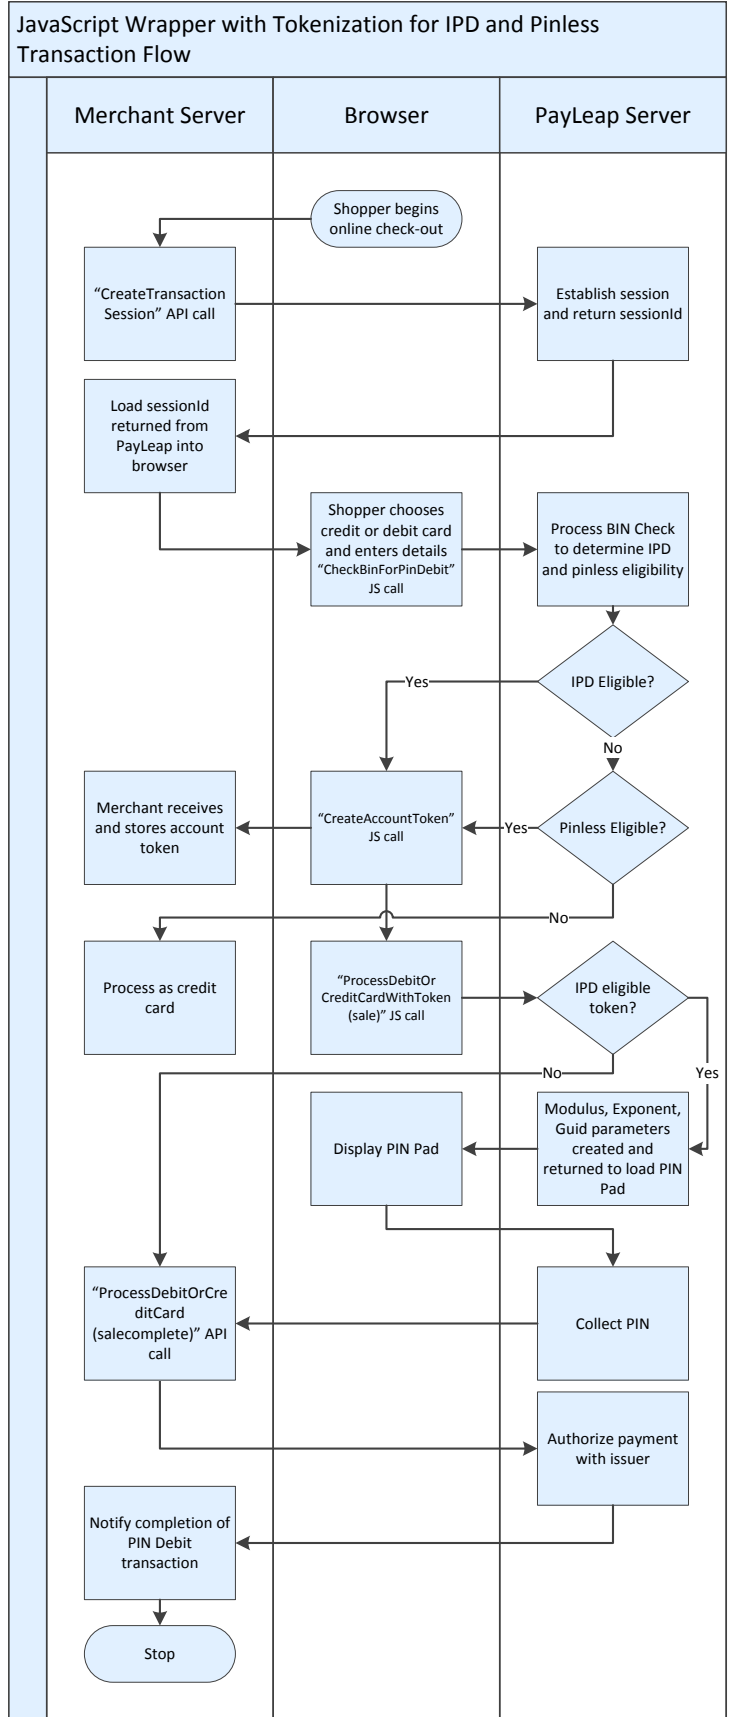 JavaScript Wrapper with Tokenization for IPD and Pinless
Transaction Flow
Merchant Server
Browser
PayLeap Server
Shopper begins
online check-out
“CreateTransaction
Session” API call
Establish session
and return sessionId
Load sessionId
returned from
PayLeap into
browser
Shopper chooses
credit or debit card
and enters details
“CheckBinForPinDebit”
JS call
Process BIN Check
to determine IPD
and pinless eligibility
IPD Eligible?
Yes
No
Merchant receives
and stores account
token
“CreateAccountToken”
JS call
Yes
Pinless Eligible?
No
Process as credit
card
“ProcessDebitOr
CreditCardWithToken
(sale)” JS call
IPD eligible
token?
No
Yes
Display PIN Pad
Modulus, Exponent,
Guid parameters
created and
returned to load PIN
Pad
“ProcessDebitOrCre
ditCard
(salecomplete)” API
call
Collect PIN
Authorize payment
with issuer
Notify completion of
PIN Debit
transaction
Stop